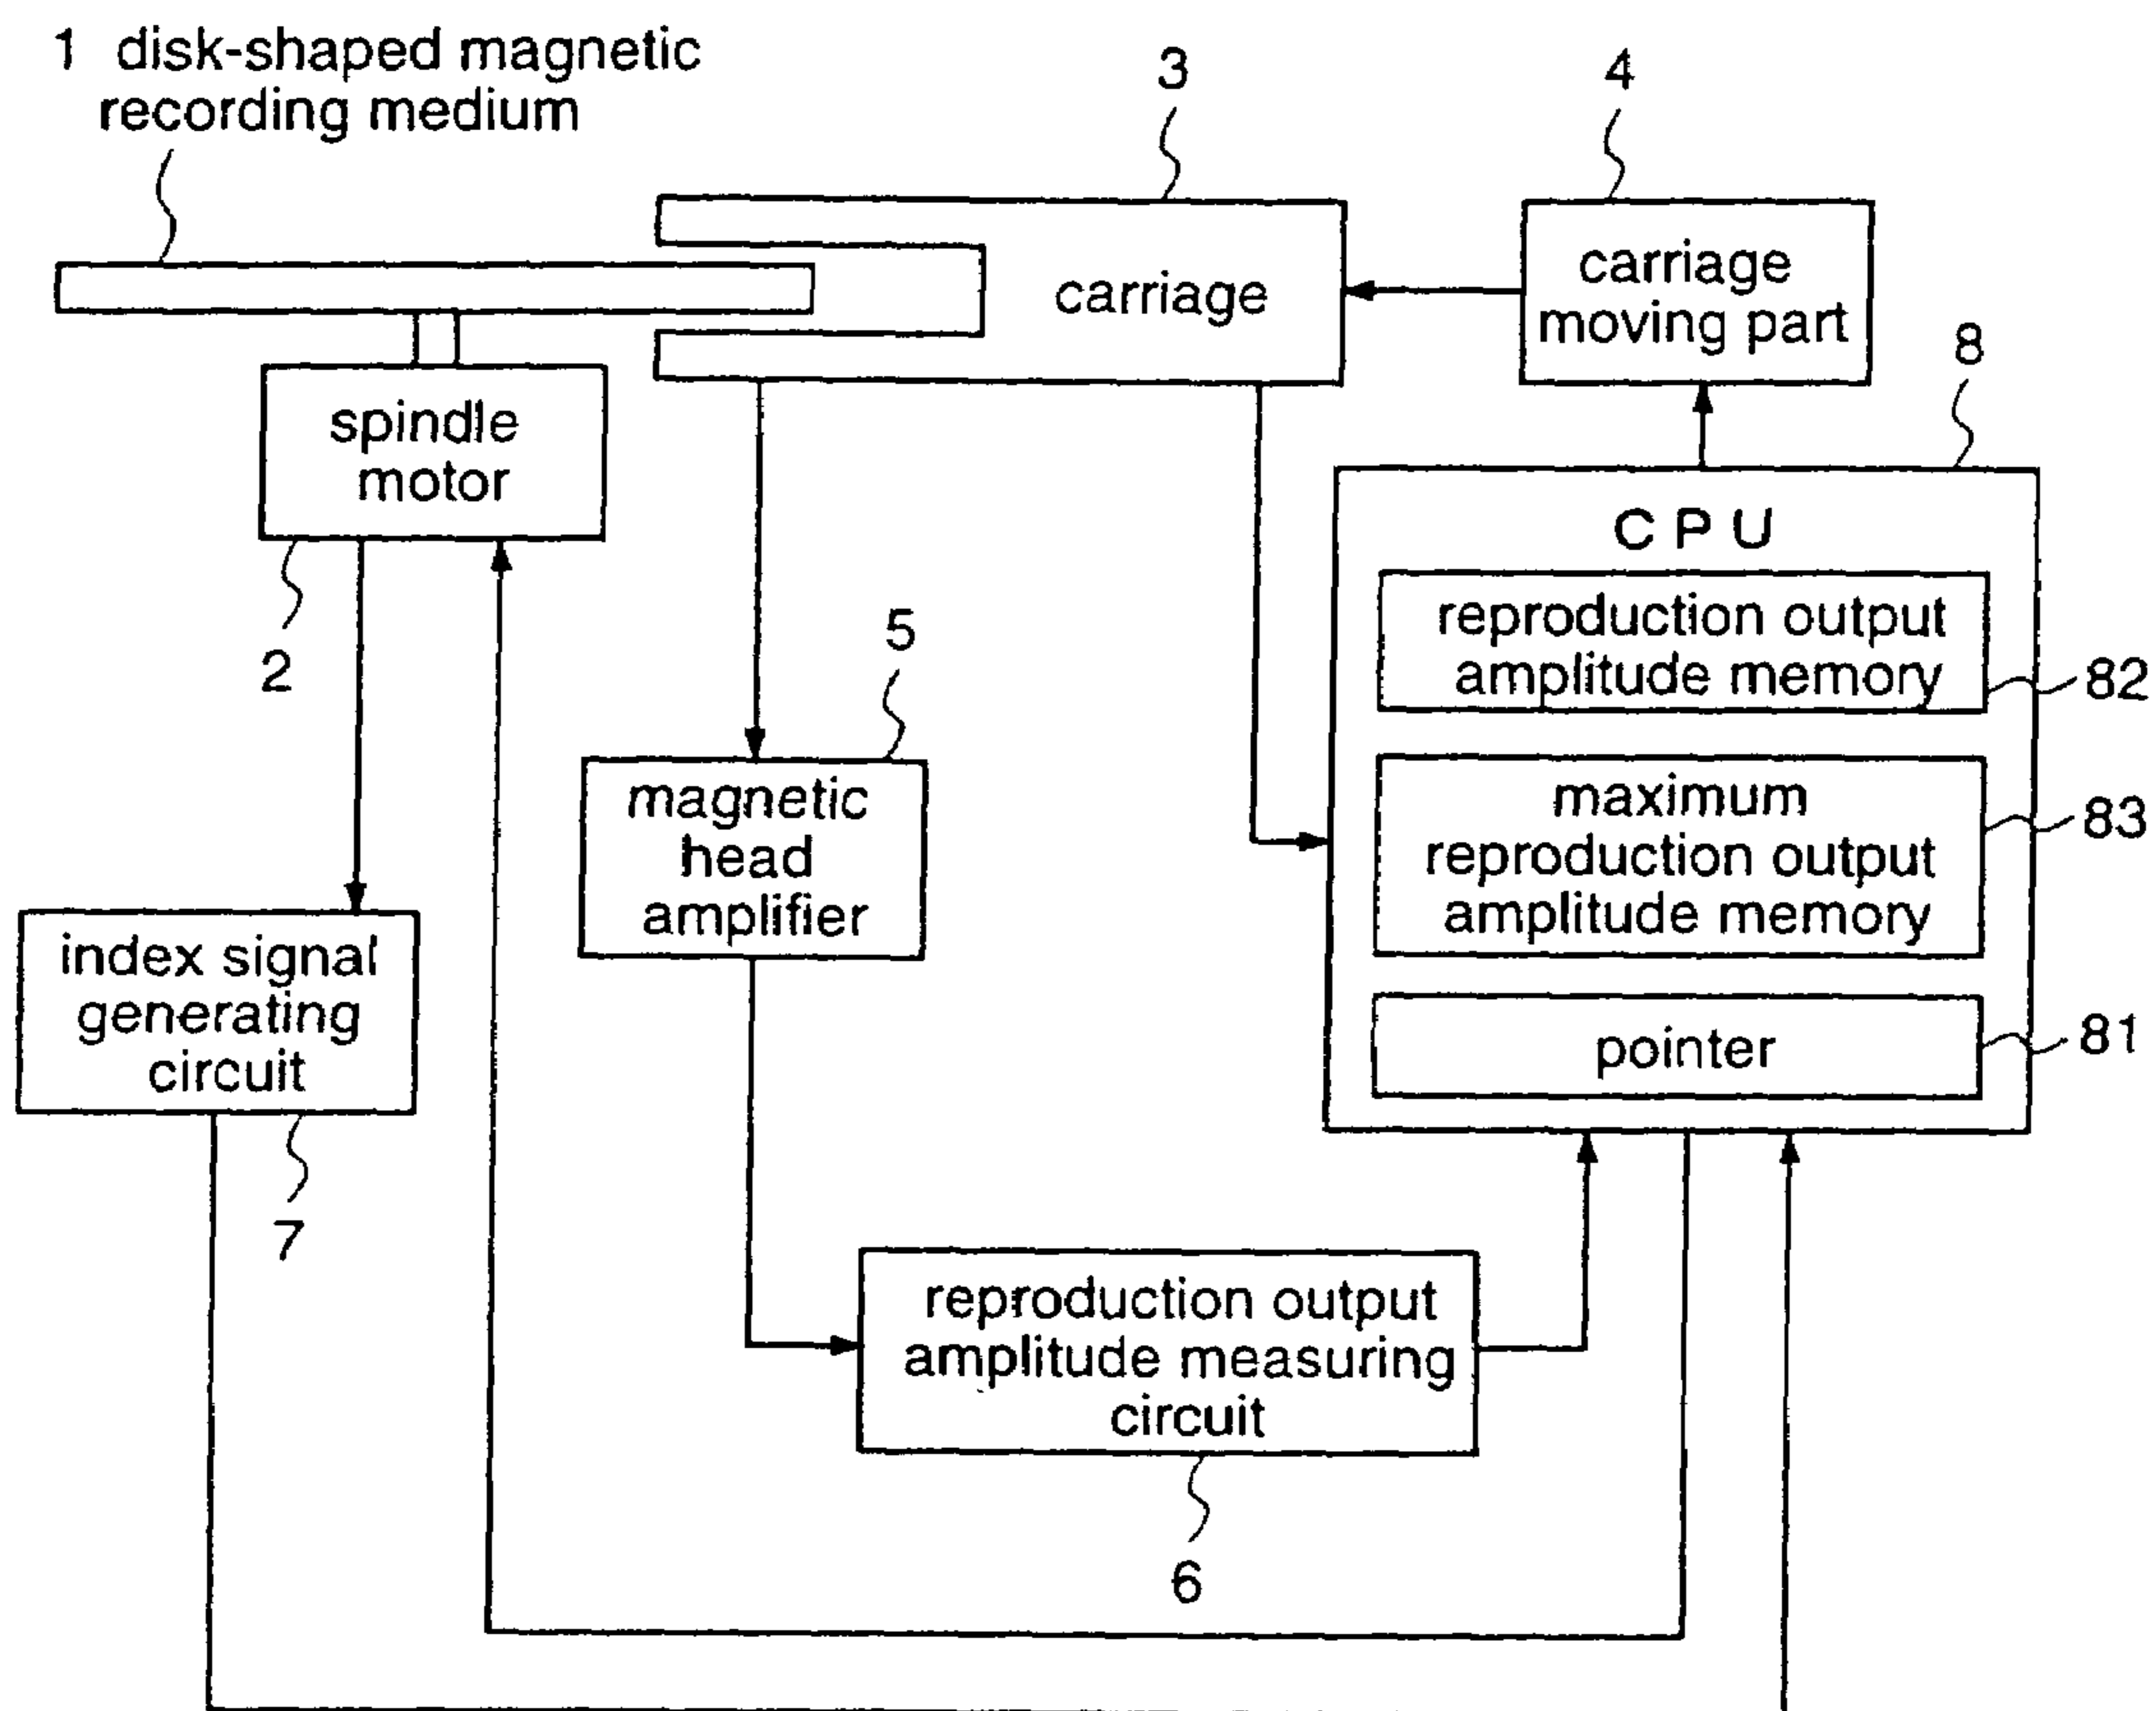 1 disk-shaped magnetic
recording medium
3
4
carriage
carriage
moving part
8
spindle
motor
2
C P U
reproduction output
amplitude memory
82
5
magnetic
head
amplifier
maximum
reproduction output
amplitude memory
83
index signal
generating
circuit
7
pointer
81
reproduction output
amplitude measuring
circuit
6